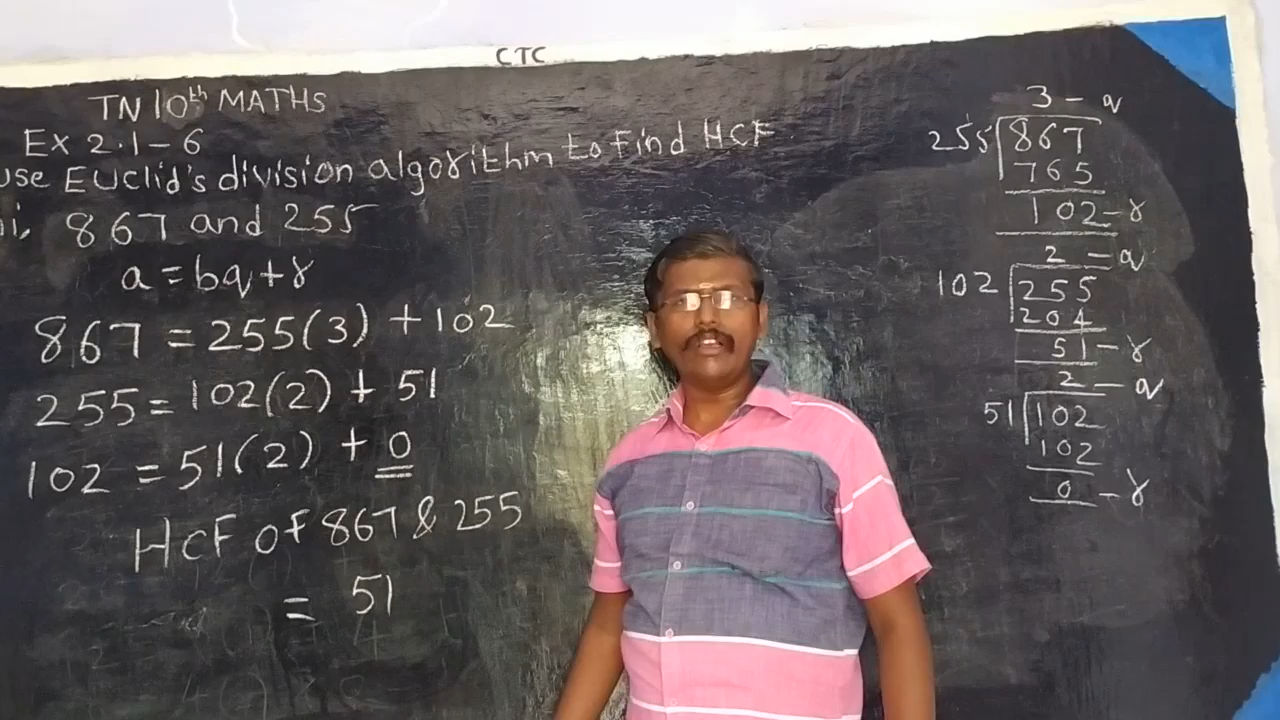 CTC
TN 10th MATHS
Ex 2.1-6
use Euclid's division algorithm to Find HCF
867 and 255
a = bq + r
867 = 255(3) + 102
255 = 102(2) + 51
102 = 51(2) + 0
HCF of 867 & 255
= 51
3 - q
255 867
765
102 - r
2 - q
102 255
204
51 - r
2 - q
51 102
102
0 - r